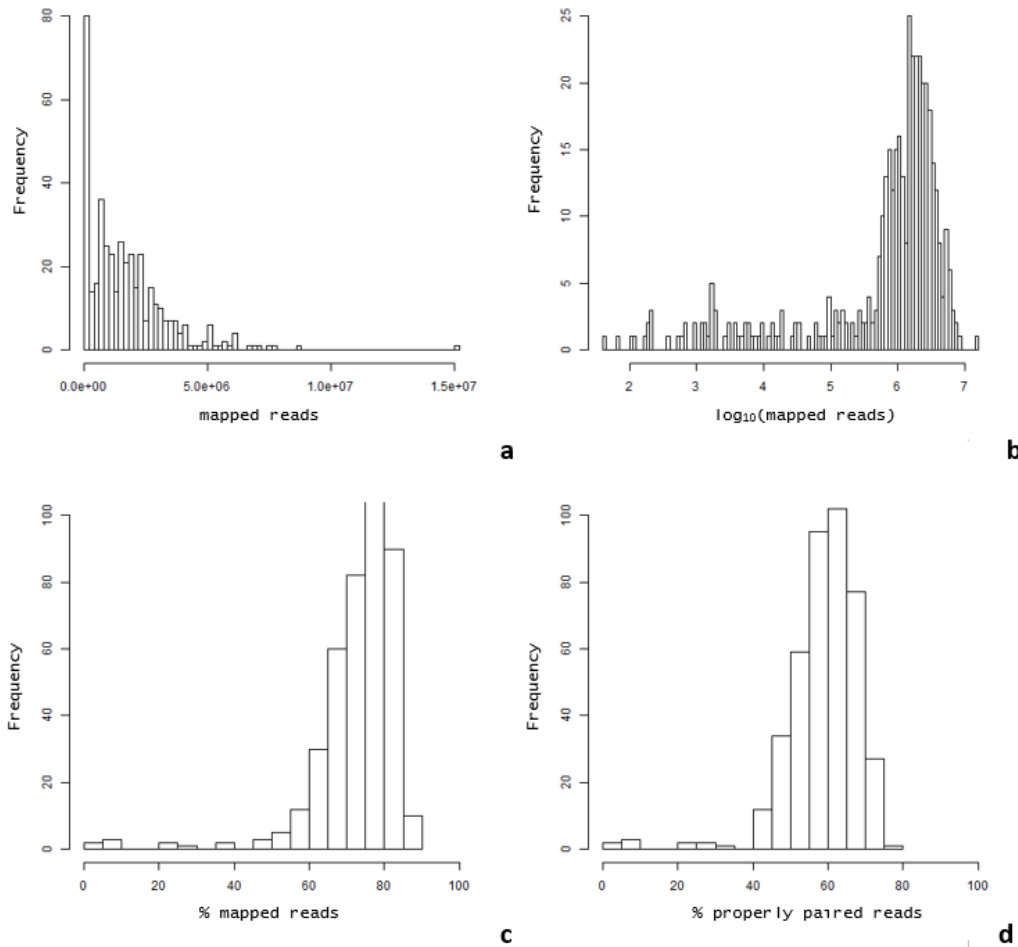 80
60
40
20
0
Frequency
0.0e+00 5.0e+06 1.0e+07 1.5e+07
mapped reads
a
25
20
15
10
5
0
Frequency
2 3 4 5 6 7
log₁₀(mapped reads)
b
100
80
60
40
20
0
Frequency
0 20 40 60 80 100
% mapped reads
c
100
80
60
40
20
0
Frequency
0 20 40 60 80 100
% properly paired reads
d